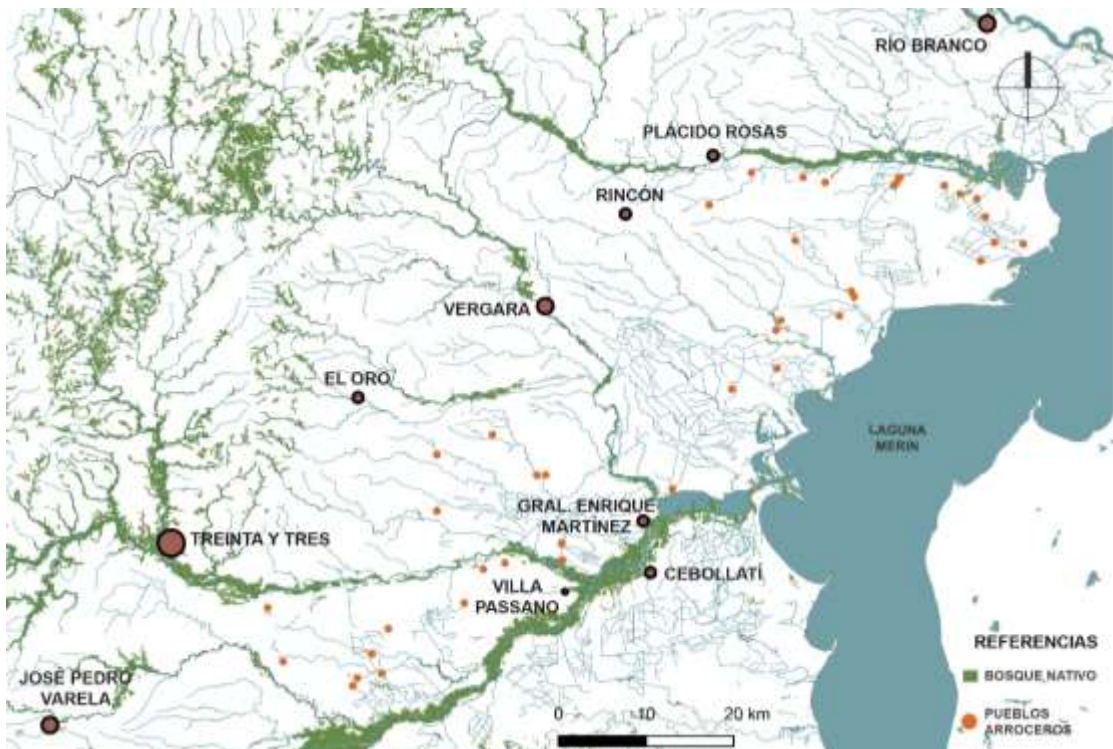 RÍO BRANCO
PLÁCIDO ROSAS
RINCÓN
VERGARA
EL ORO
LAGUNA
MERIN
GRAL. ENRIQUE
MARTÍNEZ
TREINTA Y TRES
CEBOLLATÍ
VILLA
PASSANO
REFERENCIAS
BOSQUE NATIVO
JOSÉ PEDRO
VARELA
PUEBLOS
ARROCEROS
0 10 20 km